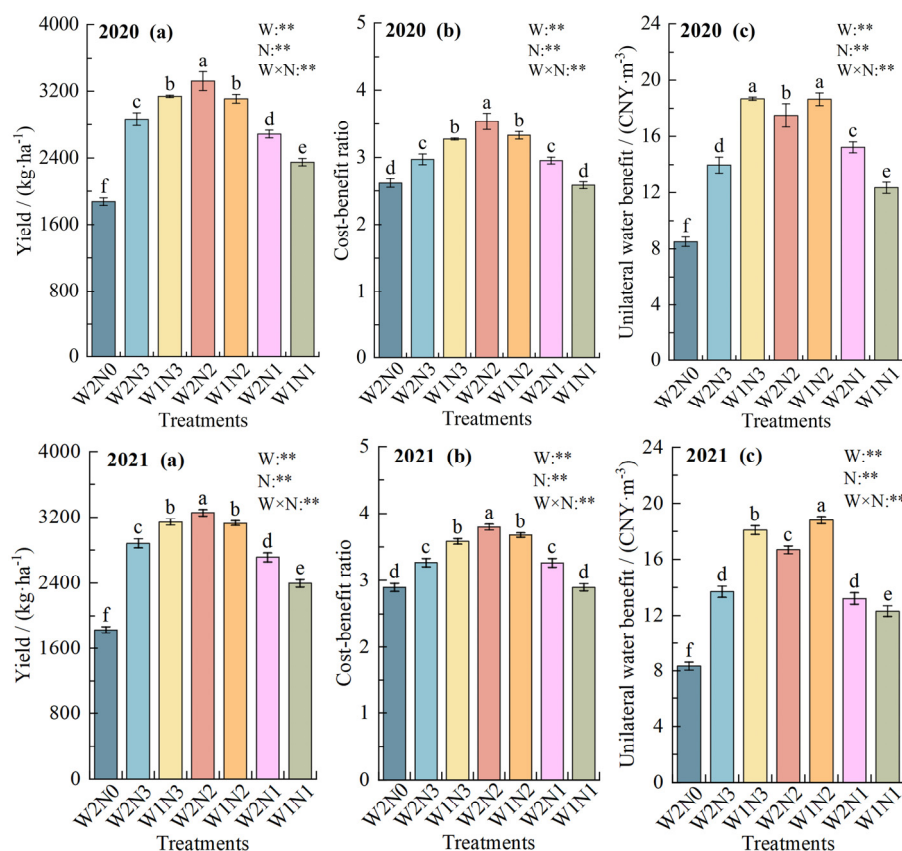 2020 (a)
W:**
N:**
W×N:**
Yield / (kg·ha⁻¹)
4000
3200
2400
1600
800
0
f
c
b
a
b
d
e
W2N0
W2N3
W1N3
W2N2
W1N2
W2N1
W1N1
Treatments
2020 (b)
W:**
N:**
W×N:**
Cost-benefit ratio
5
4
3
2
1
0
d
c
b
a
b
c
d
W2N0
W2N3
W1N3
W2N2
W1N2
W2N1
W1N1
Treatments
2020 (c)
W:**
N:**
W×N:**
Unilateral water benefit / (CNY·m⁻³)
24
20
16
12
8
4
0
f
d
a
b
a
c
e
W2N0
W2N3
W1N3
W2N2
W1N2
W2N1
W1N1
Treatments
2021 (a)
W:**
N:**
W×N:**
Yield / (kg·ha⁻¹)
4000
3200
2400
1600
800
0
f
c
b
a
b
d
e
W2N0
W2N3
W1N3
W2N2
W1N2
W2N1
W1N1
Treatments
2021 (b)
W:**
N:**
W×N:**
Cost-benefit ratio
5
4
3
2
1
0
d
c
b
a
b
c
d
W2N0
W2N3
W1N3
W2N2
W1N2
W2N1
W1N1
Treatments
2021 (c)
W:**
N:**
W×N:**
Unilateral water benefit / (CNY·m⁻³)
24
20
16
12
8
4
0
f
d
b
c
a
d
e
W2N0
W2N3
W1N3
W2N2
W1N2
W2N1
W1N1
Treatments